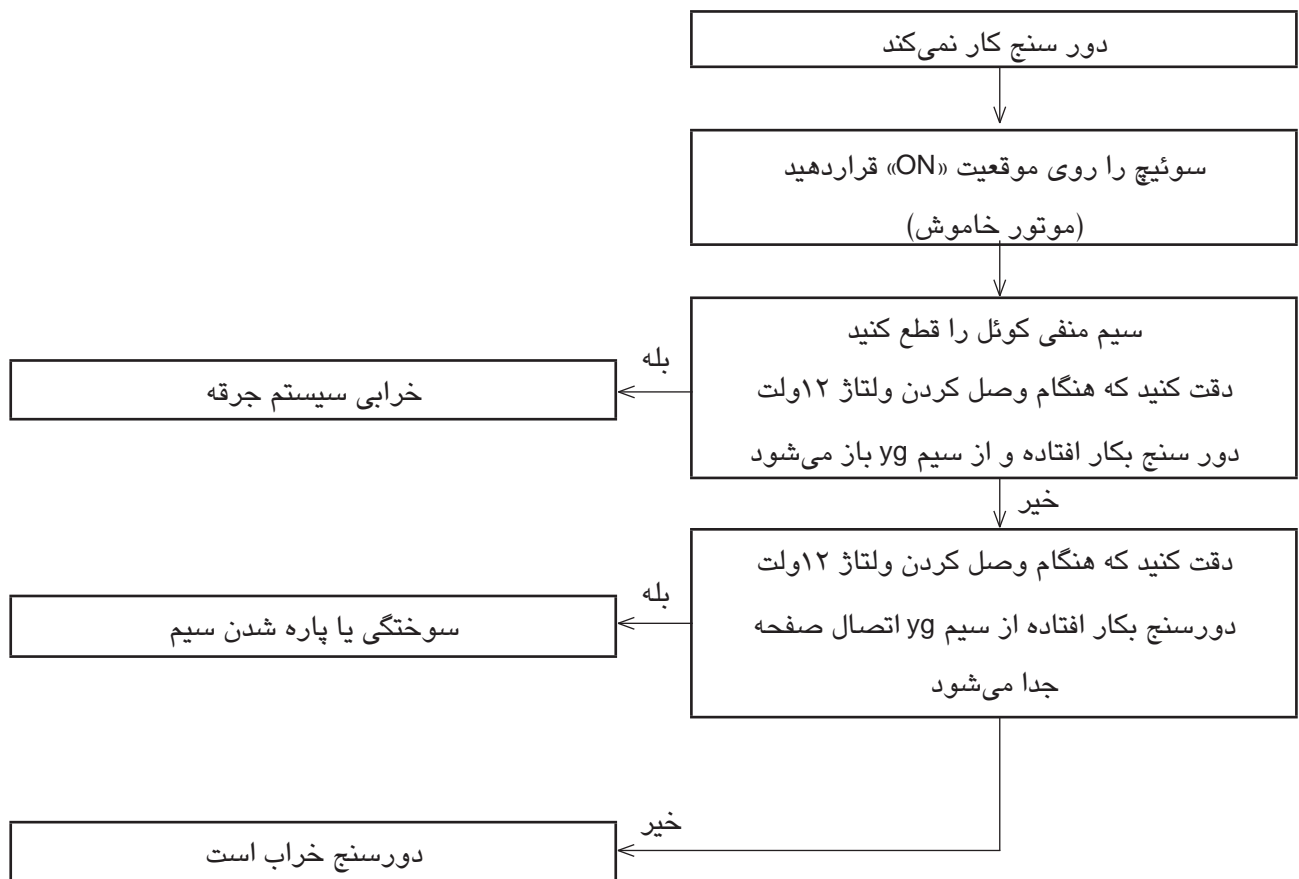 دور سنج کار نمی‌کند
سوئیچ را روی موقعیت «ON» قراردهید
(موتور خاموش)
سیم منفی کوئل را قطع کنید
دقت کنید که هنگام وصل کردن ولتاژ ۱۲ولت
دور سنج بکار افتاده و از سیم yg باز می‌شود
بله
خرابی سیستم جرقه
خیر
دقت کنید که هنگام وصل کردن ولتاژ ۱۲ولت
دورسنج بکار افتاده از سیم yg اتصال صفحه
جدا می‌شود
بله
سوختگی یا پاره شدن سیم
خیر
دورسنج خراب است